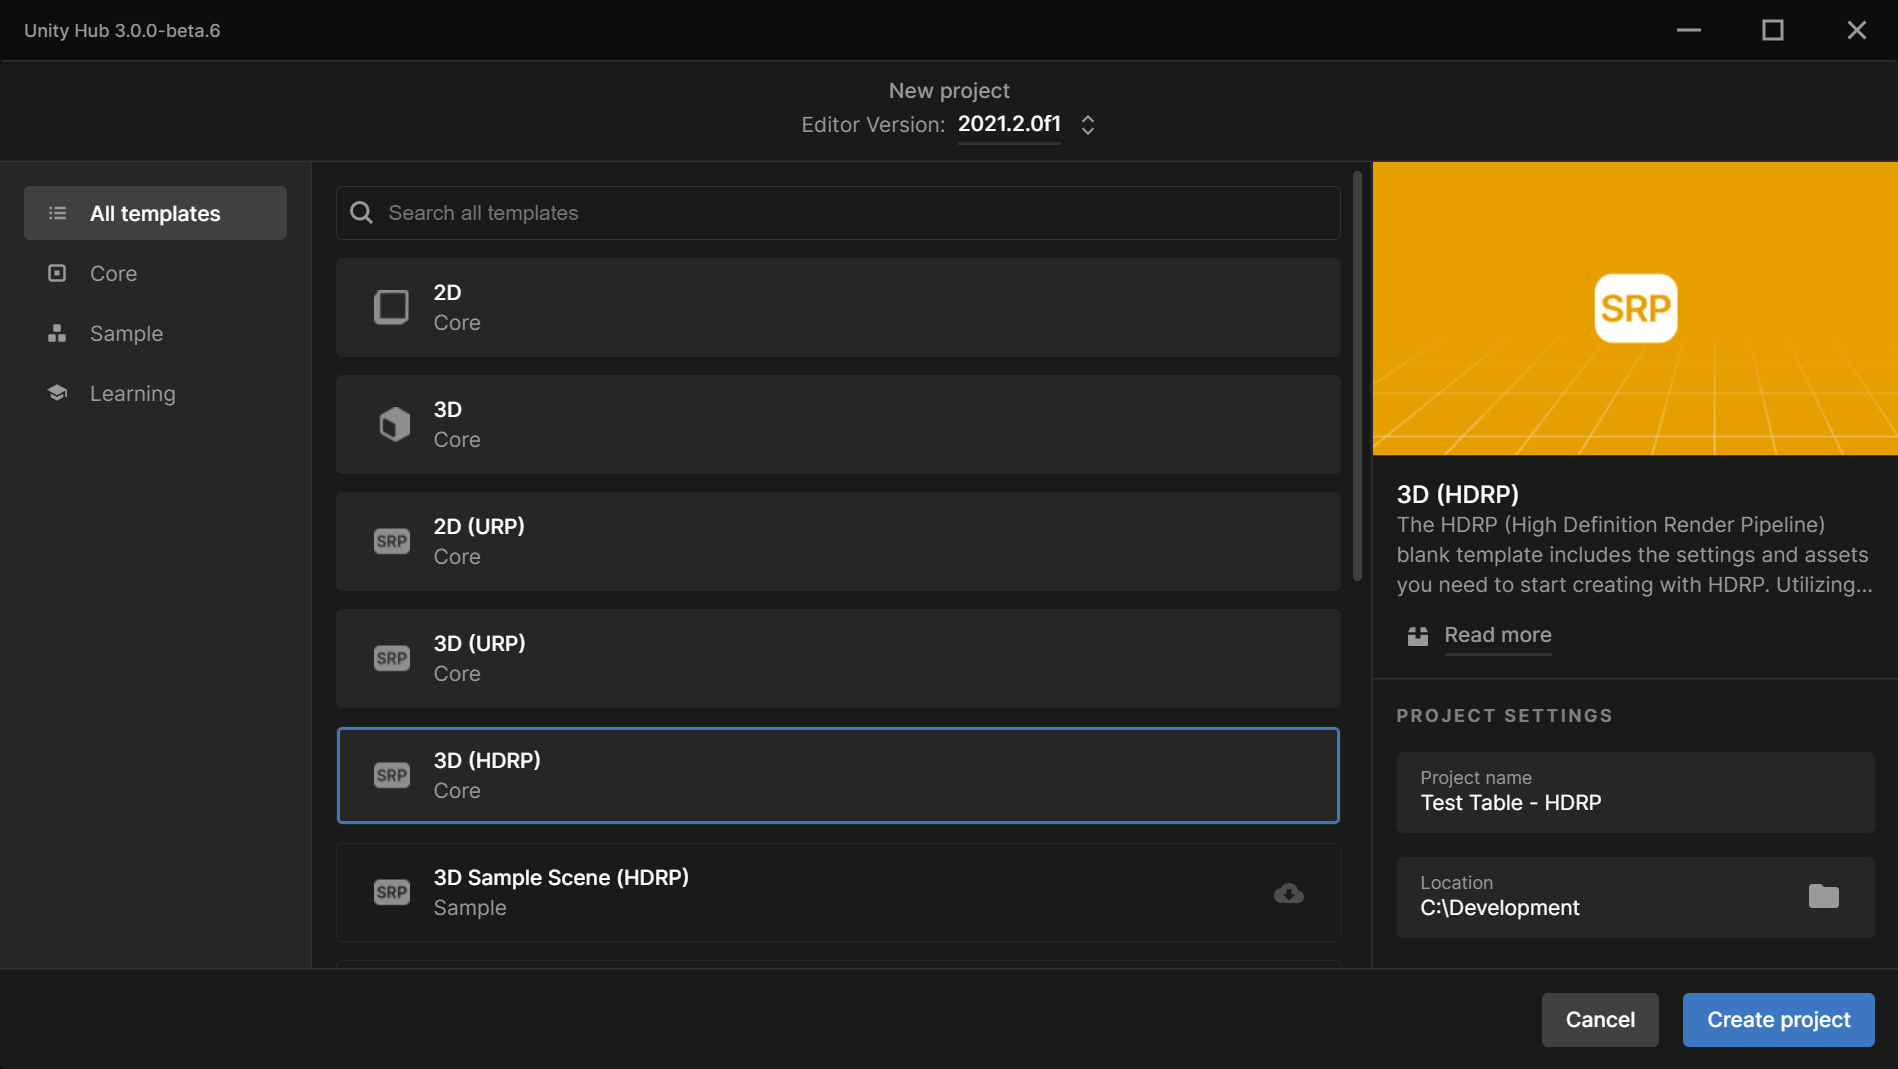 Unity Hub 3.0.0-beta.6
New project
Editor Version: 2021.2.0f1
All templates
Core
Sample
Learning
Search all templates
2D
Core
3D
Core
SRP
2D (URP)
Core
SRP
3D (URP)
Core
SRP
3D (HDRP)
Core
SRP
3D Sample Scene (HDRP)
Sample
SRP
3D (HDRP)
The HDRP (High Definition Render Pipeline)
blank template includes the settings and assets
you need to start creating with HDRP. Utilizing...
Read more
PROJECT SETTINGS
Project name
Test Table - HDRP
Location
C:\Development
Cancel
Create project